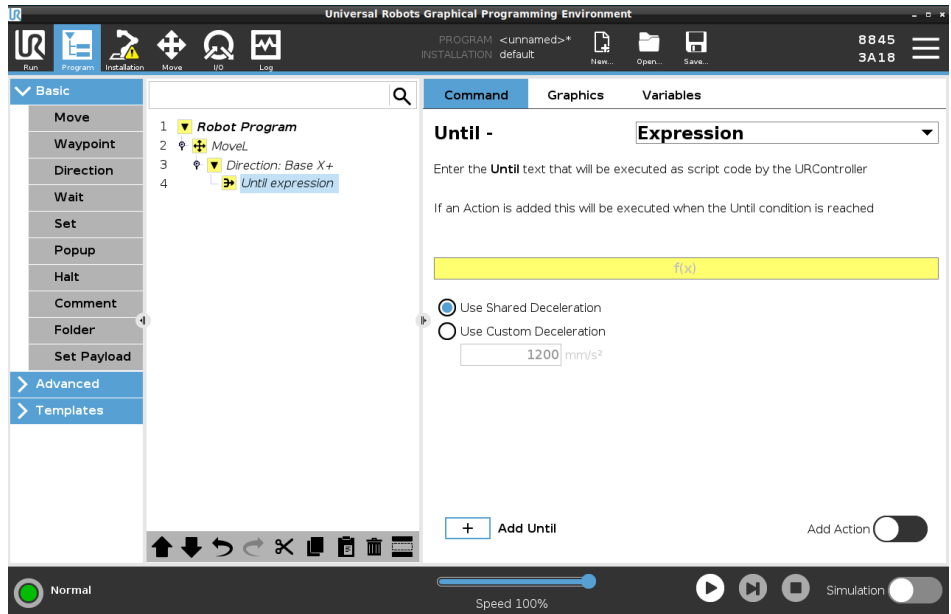 UR
Universal Robots Graphical Programming Environment
UR
Run
Program
Installation
Move
I/O
Log
PROGRAM <unnamed>*
INSTALLATION default
New...
Open...
Save...
8845
3A18
Basic
Move
Waypoint
Direction
Wait
Set
Popup
Halt
Comment
Folder
Set Payload
Advanced
Templates
1 Robot Program
2 MoveL
3 Direction: Base X+
4 Until expression
Command Graphics Variables
Until - Expression
Enter the Until text that will be executed as script code by the URController
If an Action is added this will be executed when the Until condition is reached
f(x)
Use Shared Deceleration
Use Custom Deceleration
1200 mm/s²
+ Add Until
Add Action
Normal
Speed 100%
Simulation